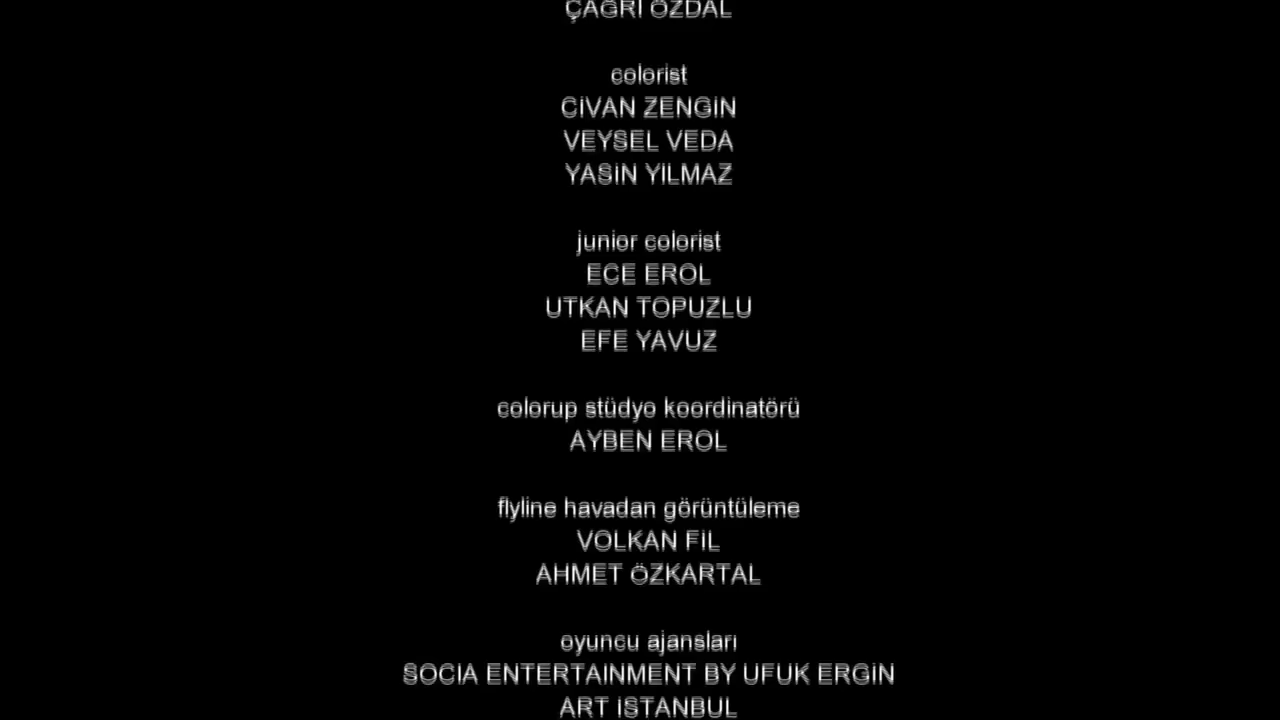 ÇAĞRI ÖZDAL
colorist
CİVAN ZENGİN
VEYSEL VEDA
YASİN YILMAZ
junior colorist
ECE EROL
UTKAN TOPUZLU
EFE YAVUZ
colorup stüdyo koordinatörü
AYBEN EROL
flyline havadan görüntüleme
VOLKAN FİL
AHMET ÖZKARTAL
oyuncu ajansları
SOCIA ENTERTAINMENT BY UFUK ERGİN
ART İSTANBUL